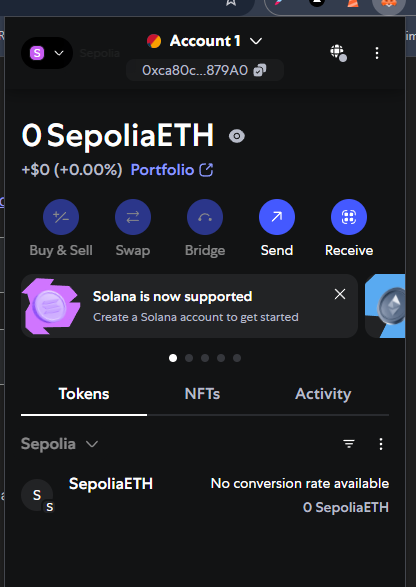 S
Sepolia
Account 1
0xca80c...879A0
0 SepoliaETH
+$0 (+0.00%) Portfolio
Buy & Sell
Swap
Bridge
Send
Receive
Solana is now supported
Create a Solana account to get started
Tokens
NFTs
Activity
Sepolia
S
S
SepoliaETH
No conversion rate available
0 SepoliaETH